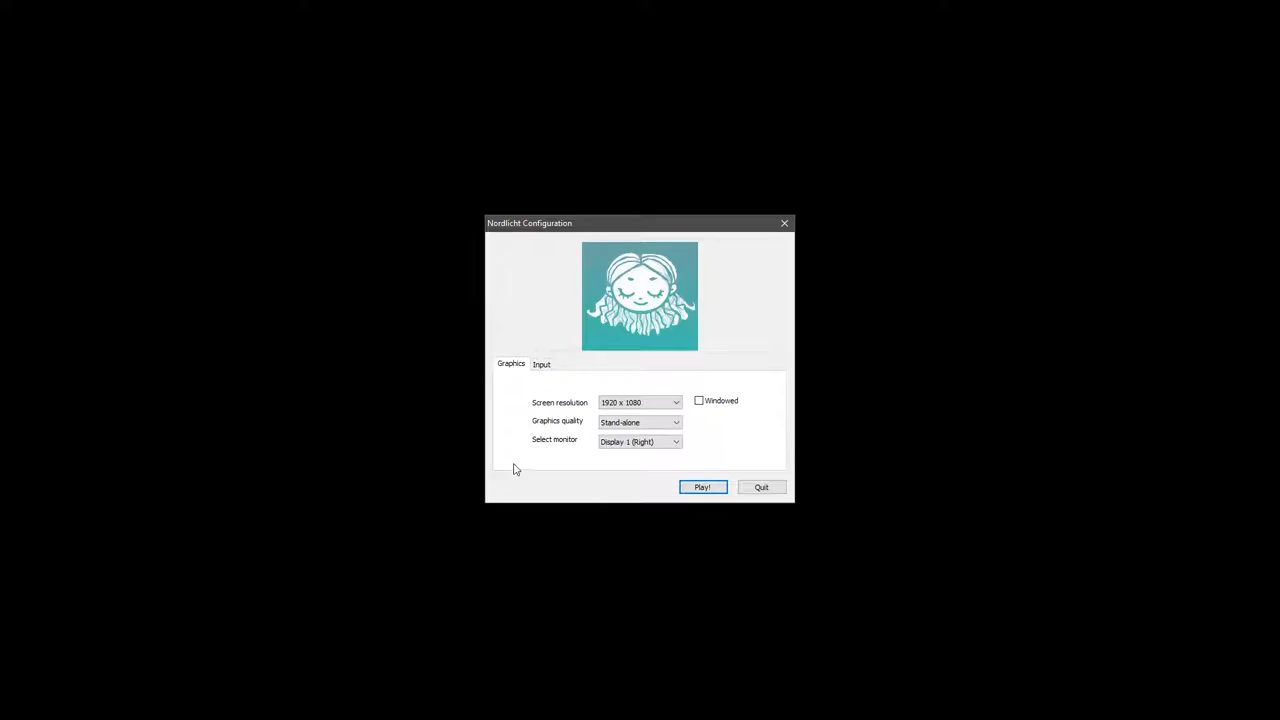 Nordlicht Configuration
Graphics Input
Screen resolution 1920 x 1080 Windowed
Graphics quality Stand-alone
Select monitor Display 1 (Right)
Play! Quit